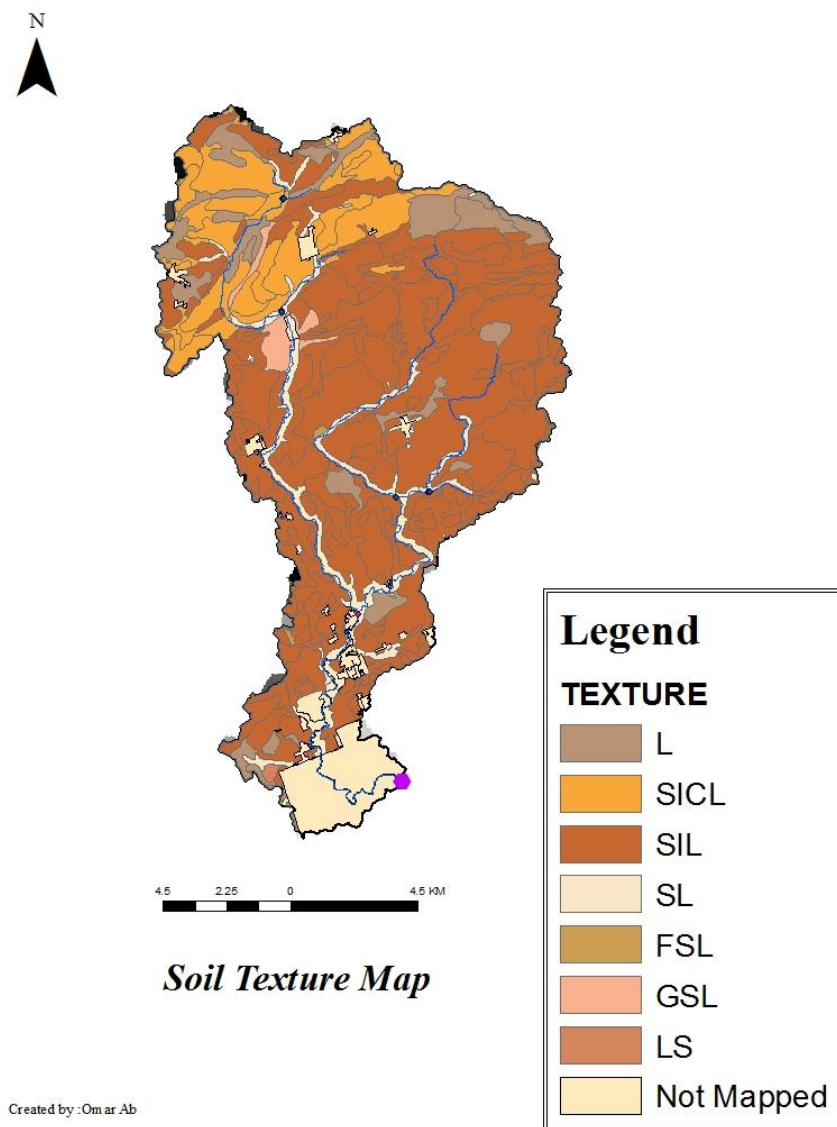 N
4.5 2.25 0 4.5 KM
Soil Texture Map
Legend
TEXTURE
L
SICL
SIL
SL
FSL
GSL
LS
Not Mapped
Created by :Omar Ab